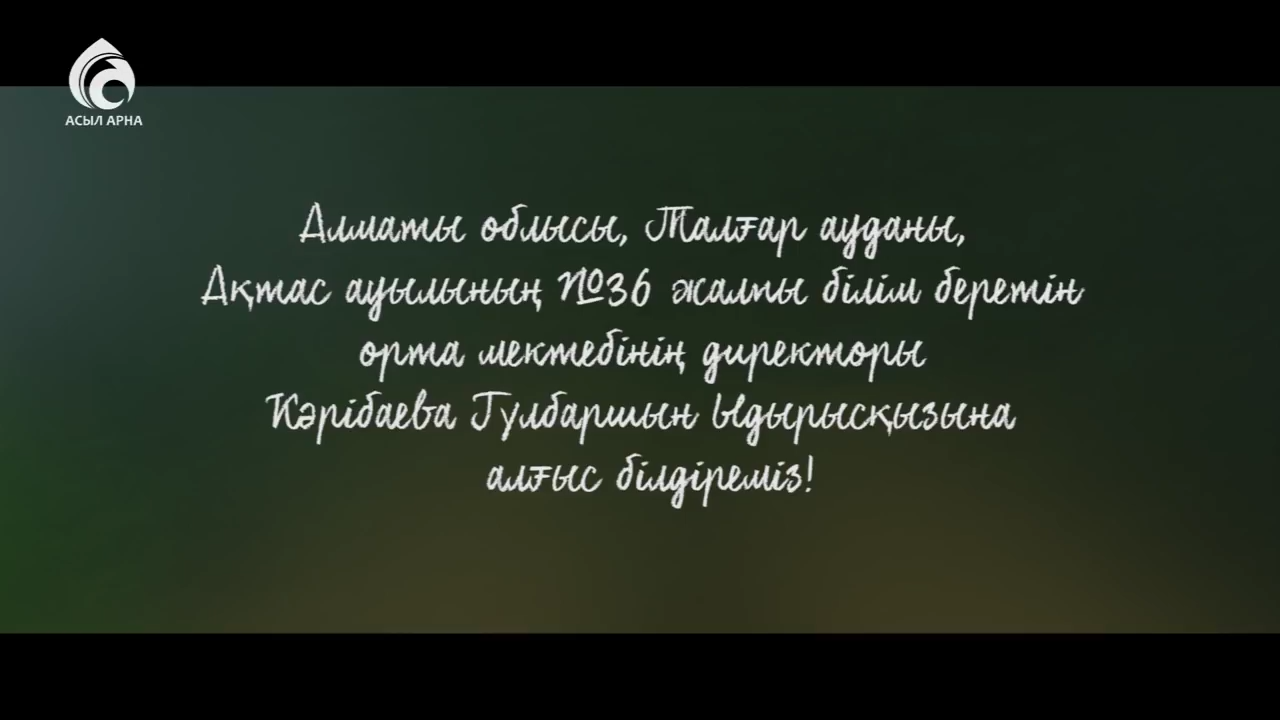 АСЫЛ АРНА
Алматы облысы, Талғар ауданы,
Ақтас ауылының №36 жалпы білім беретін
орта мектебінің директоры
Кәрібаева Гүлбаршын Ыдырысқызына
алғыс білдіреміз!